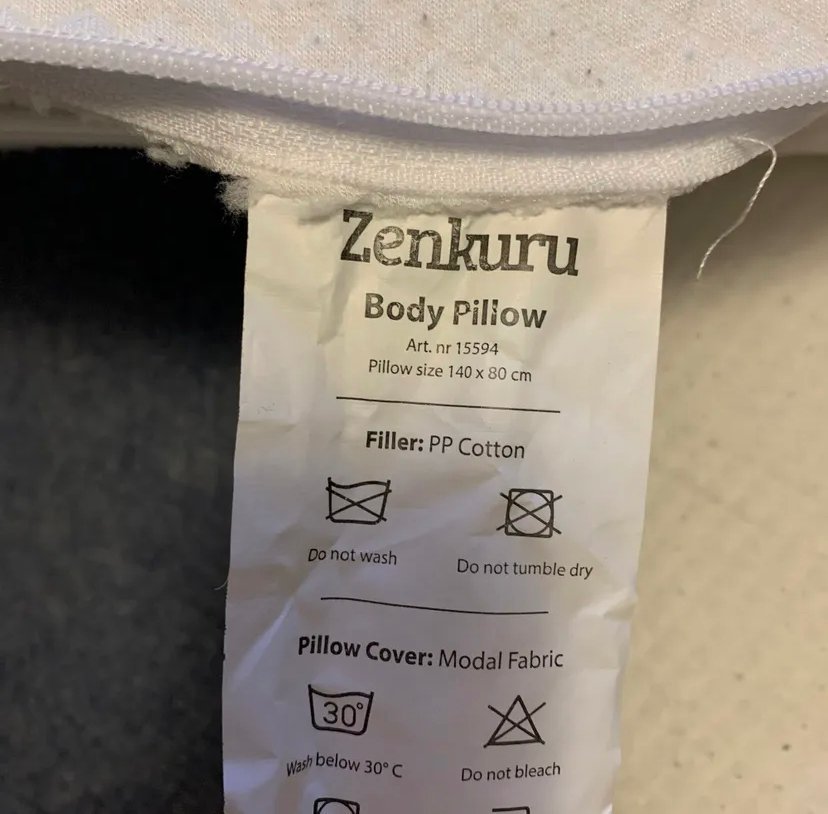 Zenkuru
Body Pillow
Art. nr 15594
Pillow size 140 x 80 cm
Filler: PP Cotton
Do not wash
Do not tumble dry
Pillow Cover: Modal Fabric
30°
Wash below 30° C
Do not bleach